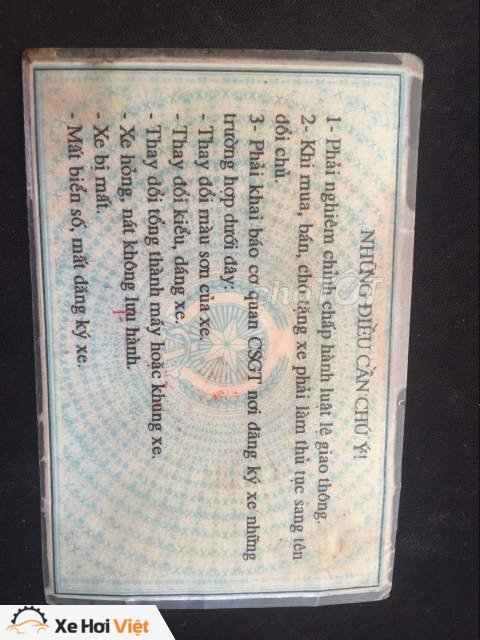 NHỮNG ĐIỀU CẦN CHÚ Ý!
1- Phải nghiêm chỉnh chấp hành luật lệ giao thông.
2- Khi mua, bán, cho tặng xe phải làm thủ tục sang tên
đổi chủ.
3- Phải khai báo cơ quan CSGT nơi đăng ký xe những
trường hợp dưới đây:
- Thay đổi màu sơn của xe.
- Thay đổi kiểu, dáng xe.
- Thay đổi tổng thành máy hoặc khung xe.
- Xe hỏng, nát không lưu hành.
- Xe bị mất.
- Mất biển số, mất đăng ký xe.
Xe Hơi Việt